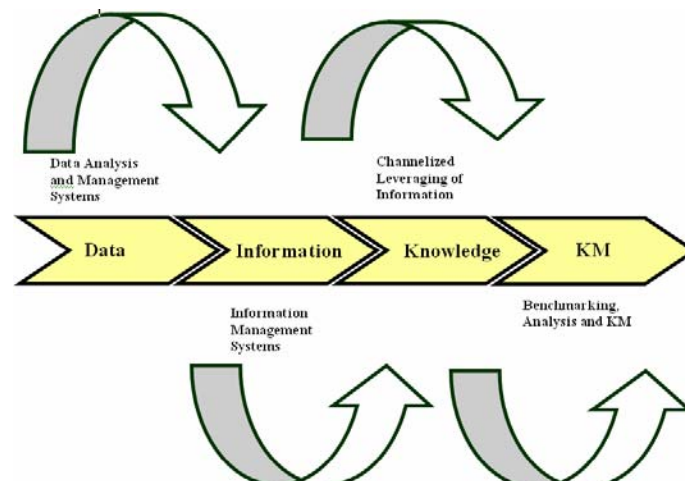 Data Analysis
and Management
Systems
Channelized
Leveraging of
Information
Data
Information
Knowledge
KM
Information
Management
Systems
Benchmarking,
Analysis and KM